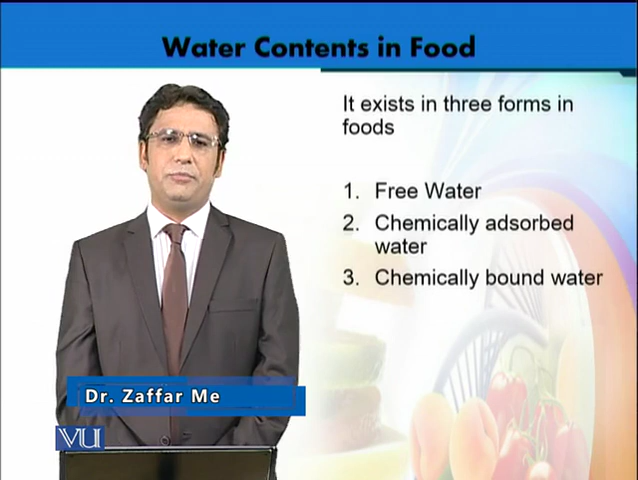 Water Contents in Food
It exists in three forms in
foods
1. Free Water
2. Chemically adsorbed
water
3. Chemically bound water
Dr. Zaffar Me
VU